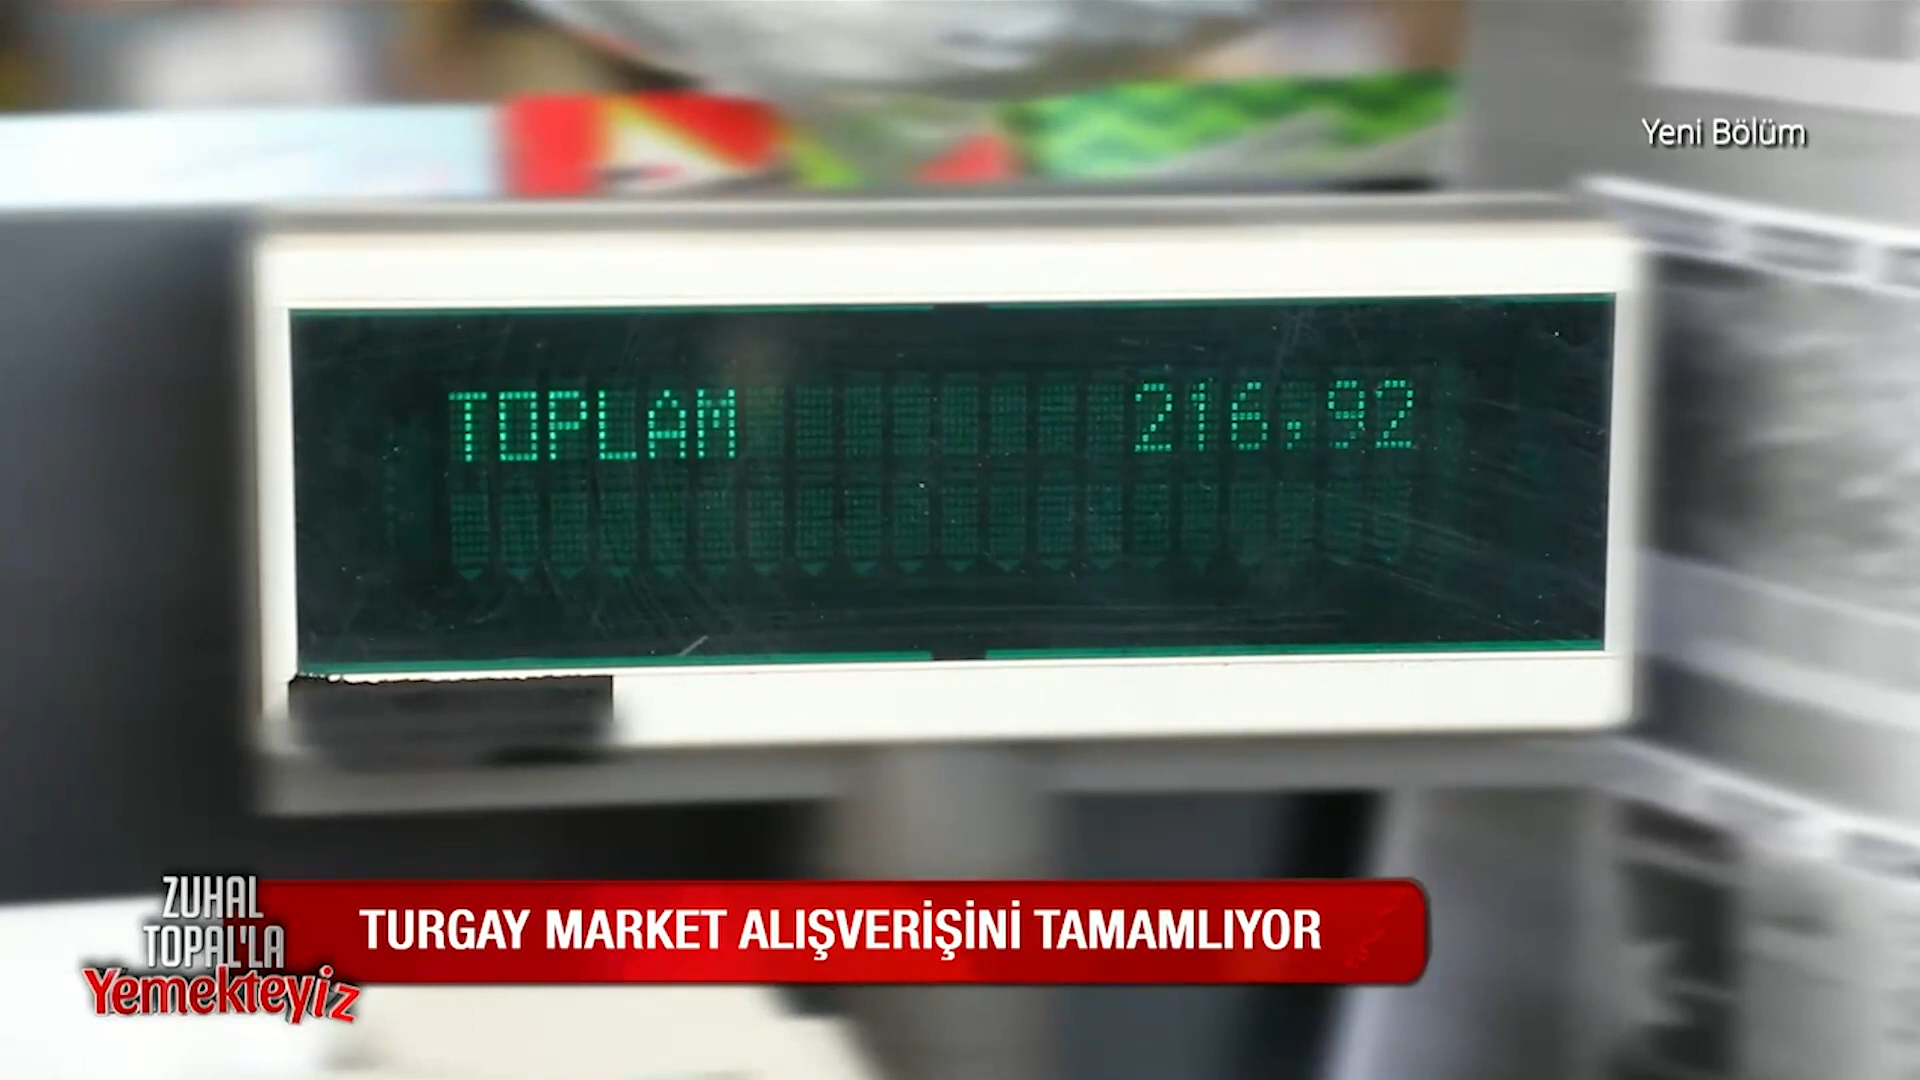 Yeni Bölüm
TOPLAM 216,92
ZUHAL
TOPAL'LA
Yemekteyiz
TURGAY MARKET ALIŞVERİŞİNİ TAMAMLIYOR